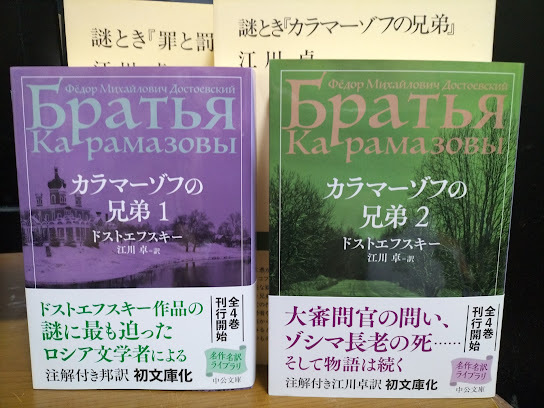 謎とき『罪と罰
江川 卓
謎とき『カラマーゾフの兄弟』
江川 卓
Фёдор Михайлович Достоевский
Братья
Карамазовы
カラマーゾフの
兄弟 1
ドストエフスキー
江川 卓 訳
ドストエフスキー作品の
謎に最も迫った
ロシア文学者による
注解付き邦訳 初文庫化
全4巻
刊行開始
名作名訳
ライブラリ
中公文庫
Фёдор Михайлович Достоевский
Братья
Карамазовы
カラマーゾフの
兄弟 2
ドストエフスキー
江川 卓 訳
大審問官の問い、
ゾシマ長老の死……
そして物語は続く
注解付き江川卓訳 初文庫化
全4巻
刊行開始
名作名訳
ライブラリ
中公文庫